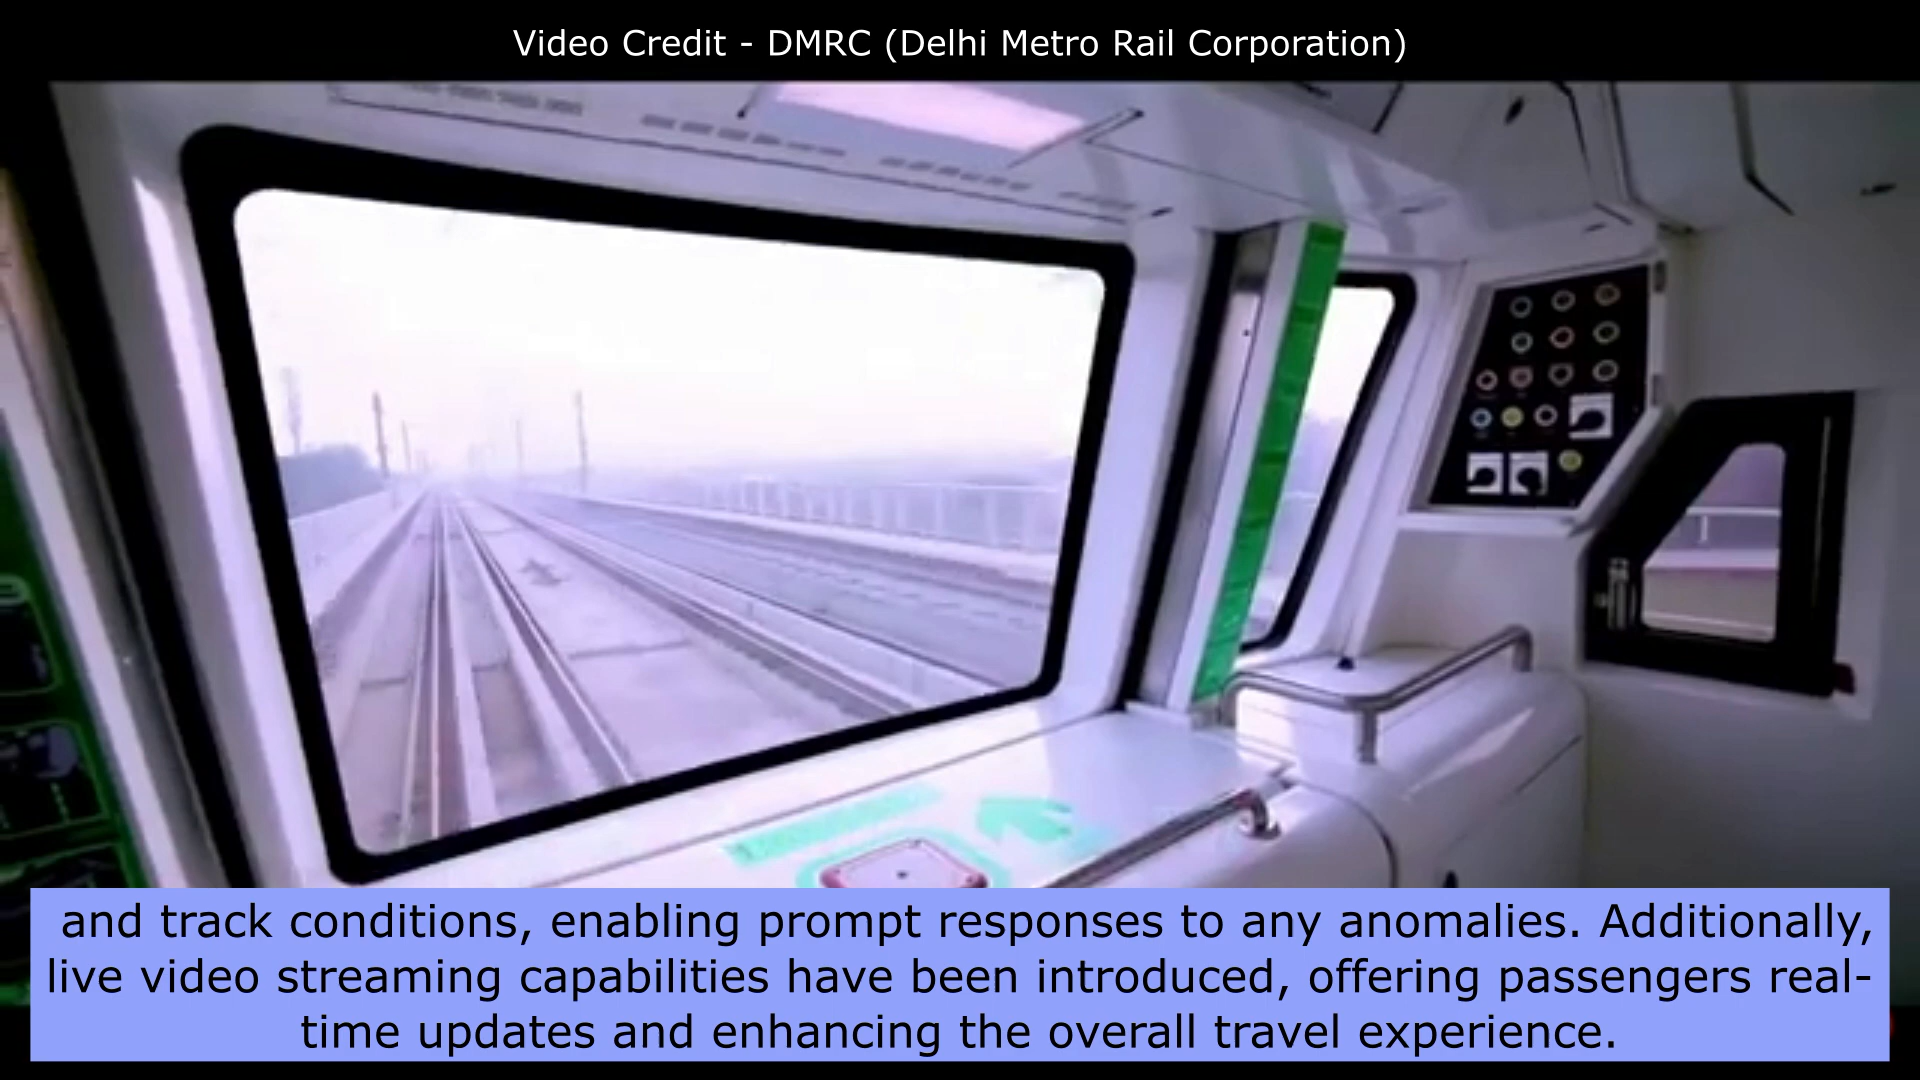 Video Credit - DMRC (Delhi Metro Rail Corporation)
and track conditions, enabling prompt responses to any anomalies. Additionally,
live video streaming capabilities have been introduced, offering passengers real-
time updates and enhancing the overall travel experience.